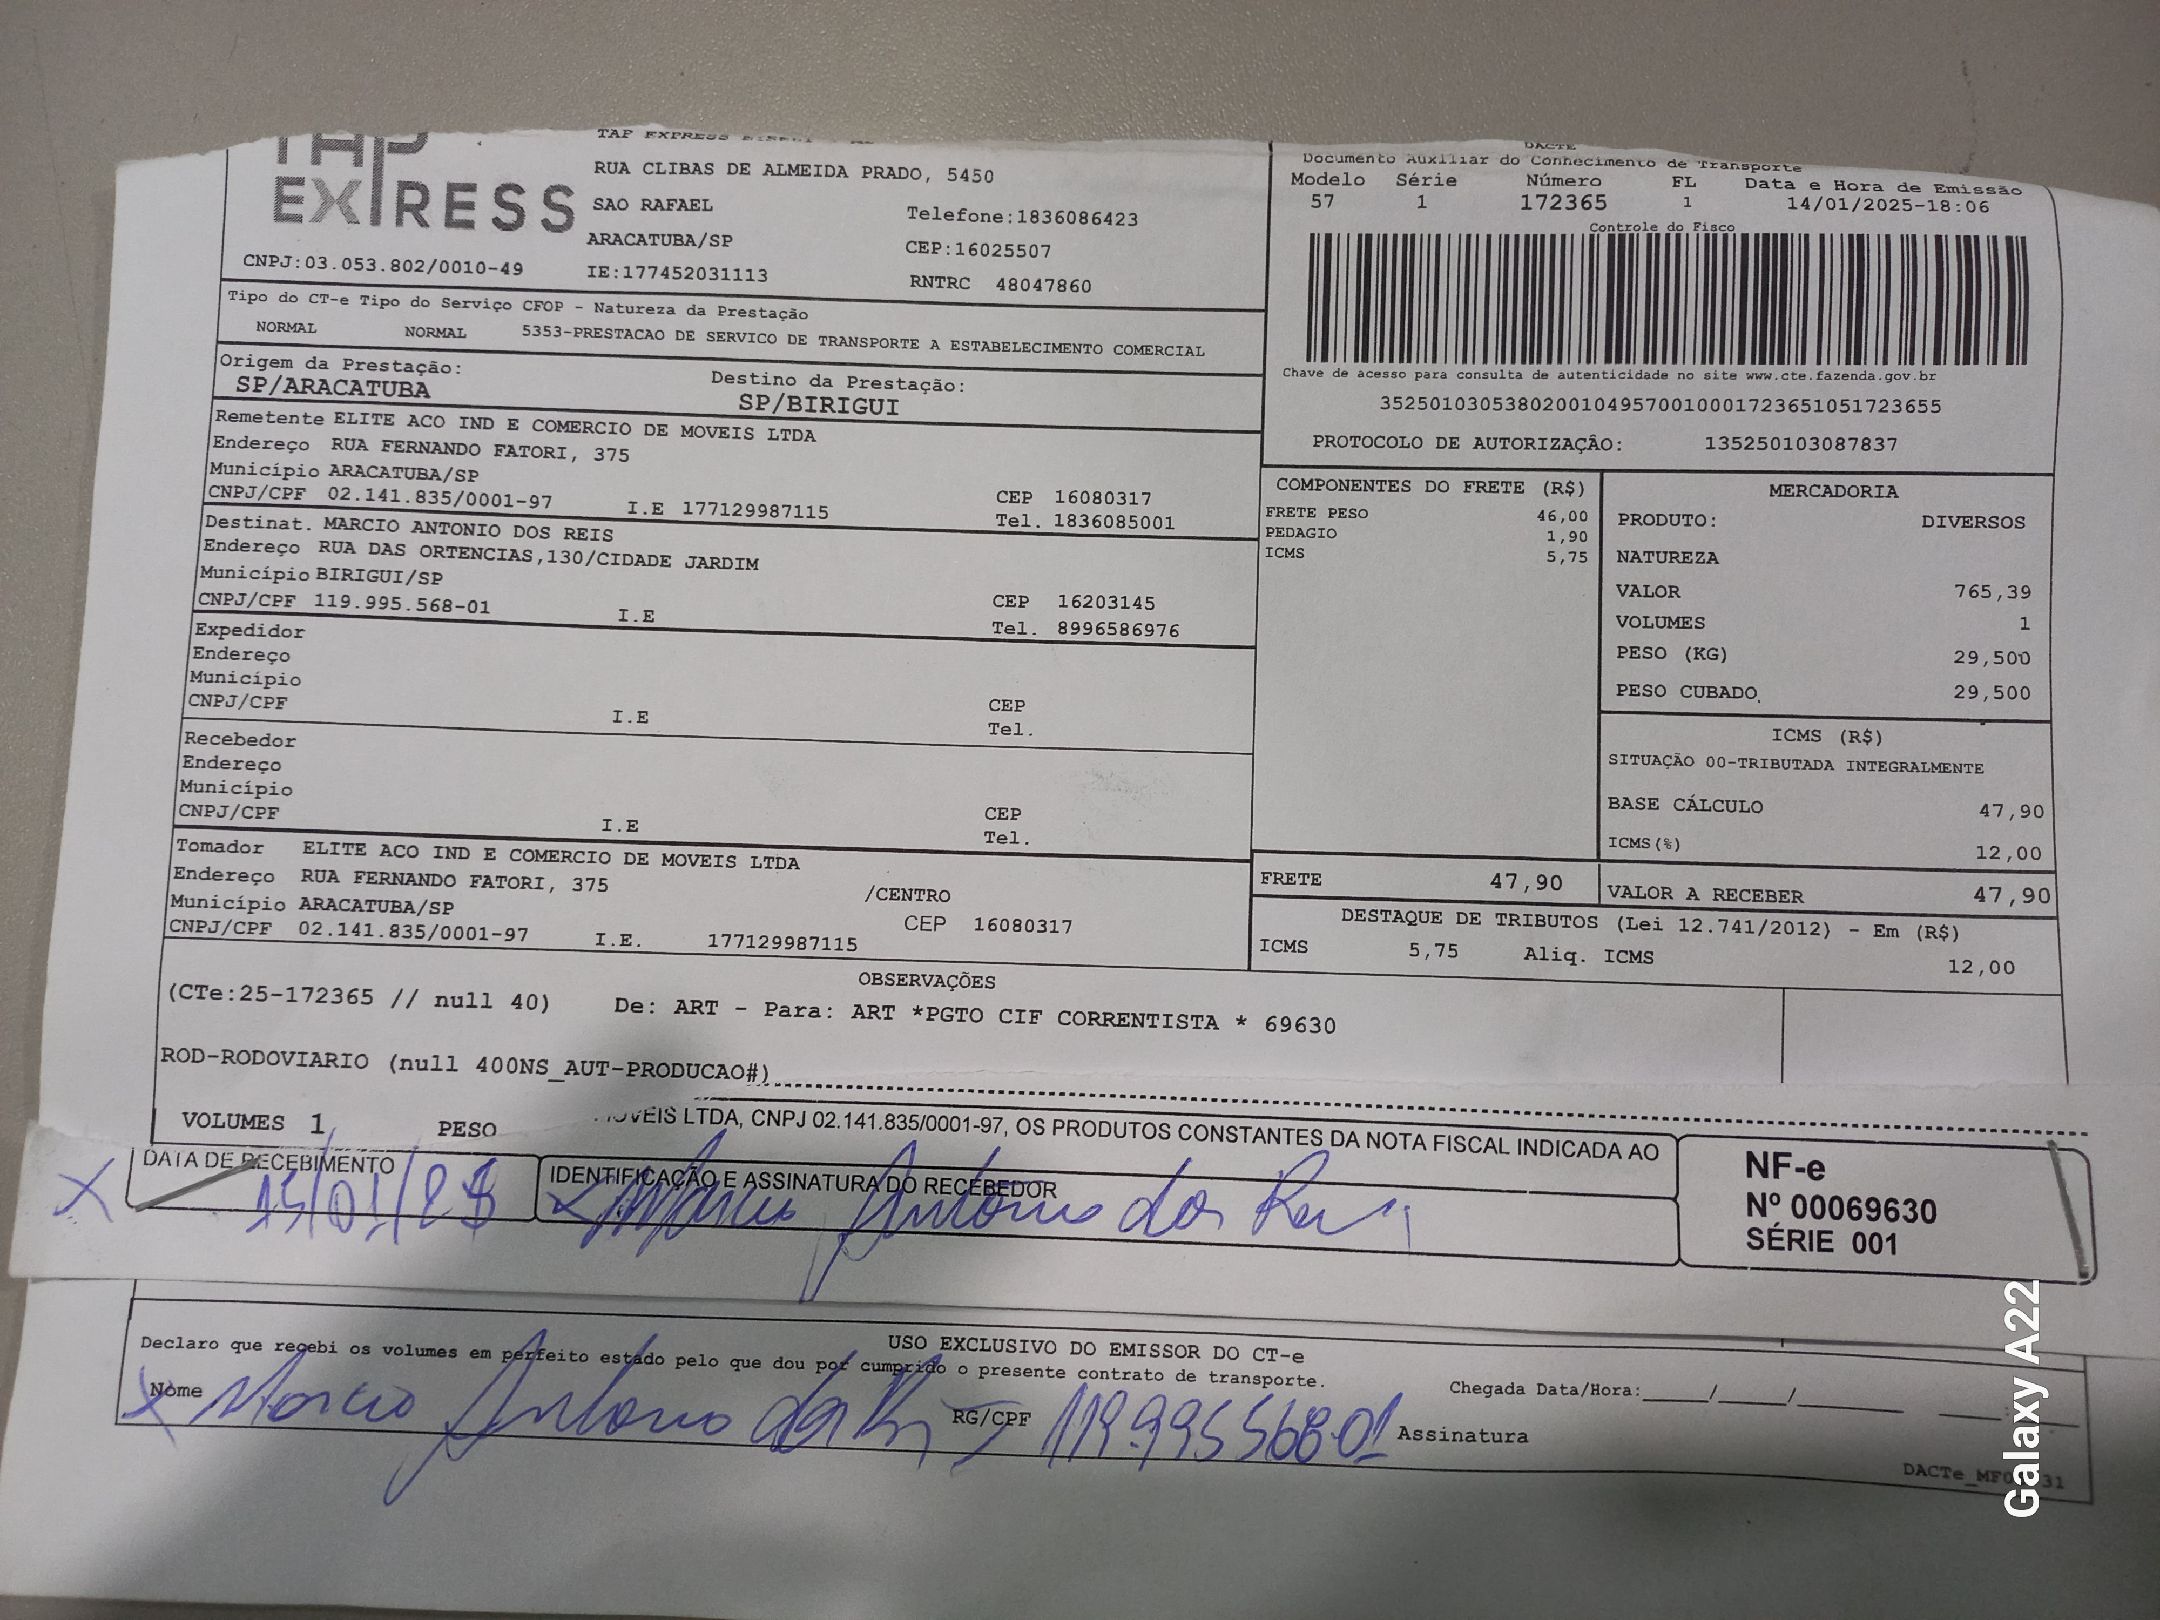 TAP
EXPRESS
TAP EXPRESS
RUA CLIBAS DE ALMEIDA PRADO, 5450
SAO RAFAEL
Telefone:1836086423
ARACATUBA/SP
CEP:16025507
CNPJ:03.053.802/0010-49
IE:177452031113
RNTRC 48047860
DACTE
Documento Auxiliar do Conhecimento de Transporte
Modelo Série Número FL Data e Hora de Emissão
57 1 172365 1 14/01/2025-18:06
Controle do Fisco
Chave de acesso para consulta de autenticidade no site www.cte.fazenda.gov.br
35250103053802001049570010001723651051723655
PROTOCOLO DE AUTORIZAÇÃO: 135250103087837
Tipo do CT-e Tipo do Serviço CFOP - Natureza da Prestação
NORMAL NORMAL 5353-PRESTACAO DE SERVICO DE TRANSPORTE A ESTABELECIMENTO COMERCIAL
Origem da Prestação: Destino da Prestação:
SP/ARACATUBA SP/BIRIGUI
Remetente ELITE ACO IND E COMERCIO DE MOVEIS LTDA
Endereço RUA FERNANDO FATORI, 375
Município ARACATUBA/SP CEP 16080317
CNPJ/CPF 02.141.835/0001-97 I.E 177129987115 Tel. 1836085001
Destinat. MARCIO ANTONIO DOS REIS
Endereço RUA DAS ORTENCIAS,130/CIDADE JARDIM
Município BIRIGUI/SP CEP 16203145
CNPJ/CPF 119.995.568-01 I.E Tel. 8996586976
Expedidor
Endereço
Município CEP
CNPJ/CPF I.E Tel.
Recebedor
Endereço
Município CEP
CNPJ/CPF I.E Tel.
Tomador ELITE ACO IND E COMERCIO DE MOVEIS LTDA
Endereço RUA FERNANDO FATORI, 375 /CENTRO
Município ARACATUBA/SP CEP 16080317
CNPJ/CPF 02.141.835/0001-97 I.E. 177129987115
COMPONENTES DO FRETE (R$)
FRETE PESO 46,00
PEDAGIO 1,90
ICMS 5,75
MERCADORIA
PRODUTO: DIVERSOS
NATUREZA
VALOR 765,39
VOLUMES 1
PESO (KG) 29,500
PESO CUBADO 29,500
ICMS (R$)
SITUAÇÃO 00-TRIBUTADA INTEGRALMENTE
BASE CÁLCULO 47,90
ICMS(%) 12,00
FRETE 47,90
VALOR A RECEBER 47,90
DESTAQUE DE TRIBUTOS (Lei 12.741/2012) - Em (R$)
ICMS 5,75 Aliq. ICMS 12,00
OBSERVAÇÕES
(CTe:25-172365 // null 40) De: ART - Para: ART *PGTO CIF CORRENTISTA * 69630
ROD-RODOVIARIO (null 400NS_AUT-PRODUCAO#)
VOLUMES 1 PESO
MOVEIS LTDA, CNPJ 02.141.835/0001-97, OS PRODUTOS CONSTANTES DA NOTA FISCAL INDICADA AO
DATA DE RECEBIMENTO
15/01/25
IDENTIFICAÇÃO E ASSINATURA DO RECEBEDOR
Marcio Antonio dos Reis
NF-e
Nº 00069630
SÉRIE 001
USO EXCLUSIVO DO EMISSOR DO CT-e
Declaro que recebi os volumes em perfeito estado pelo que dou por cumprido o presente contrato de transporte.
Chegada Data/Hora:____/____/____
Nome Marcio Antonio dos Reis RG/CPF 119.995568-01 Assinatura
Galaxy A22